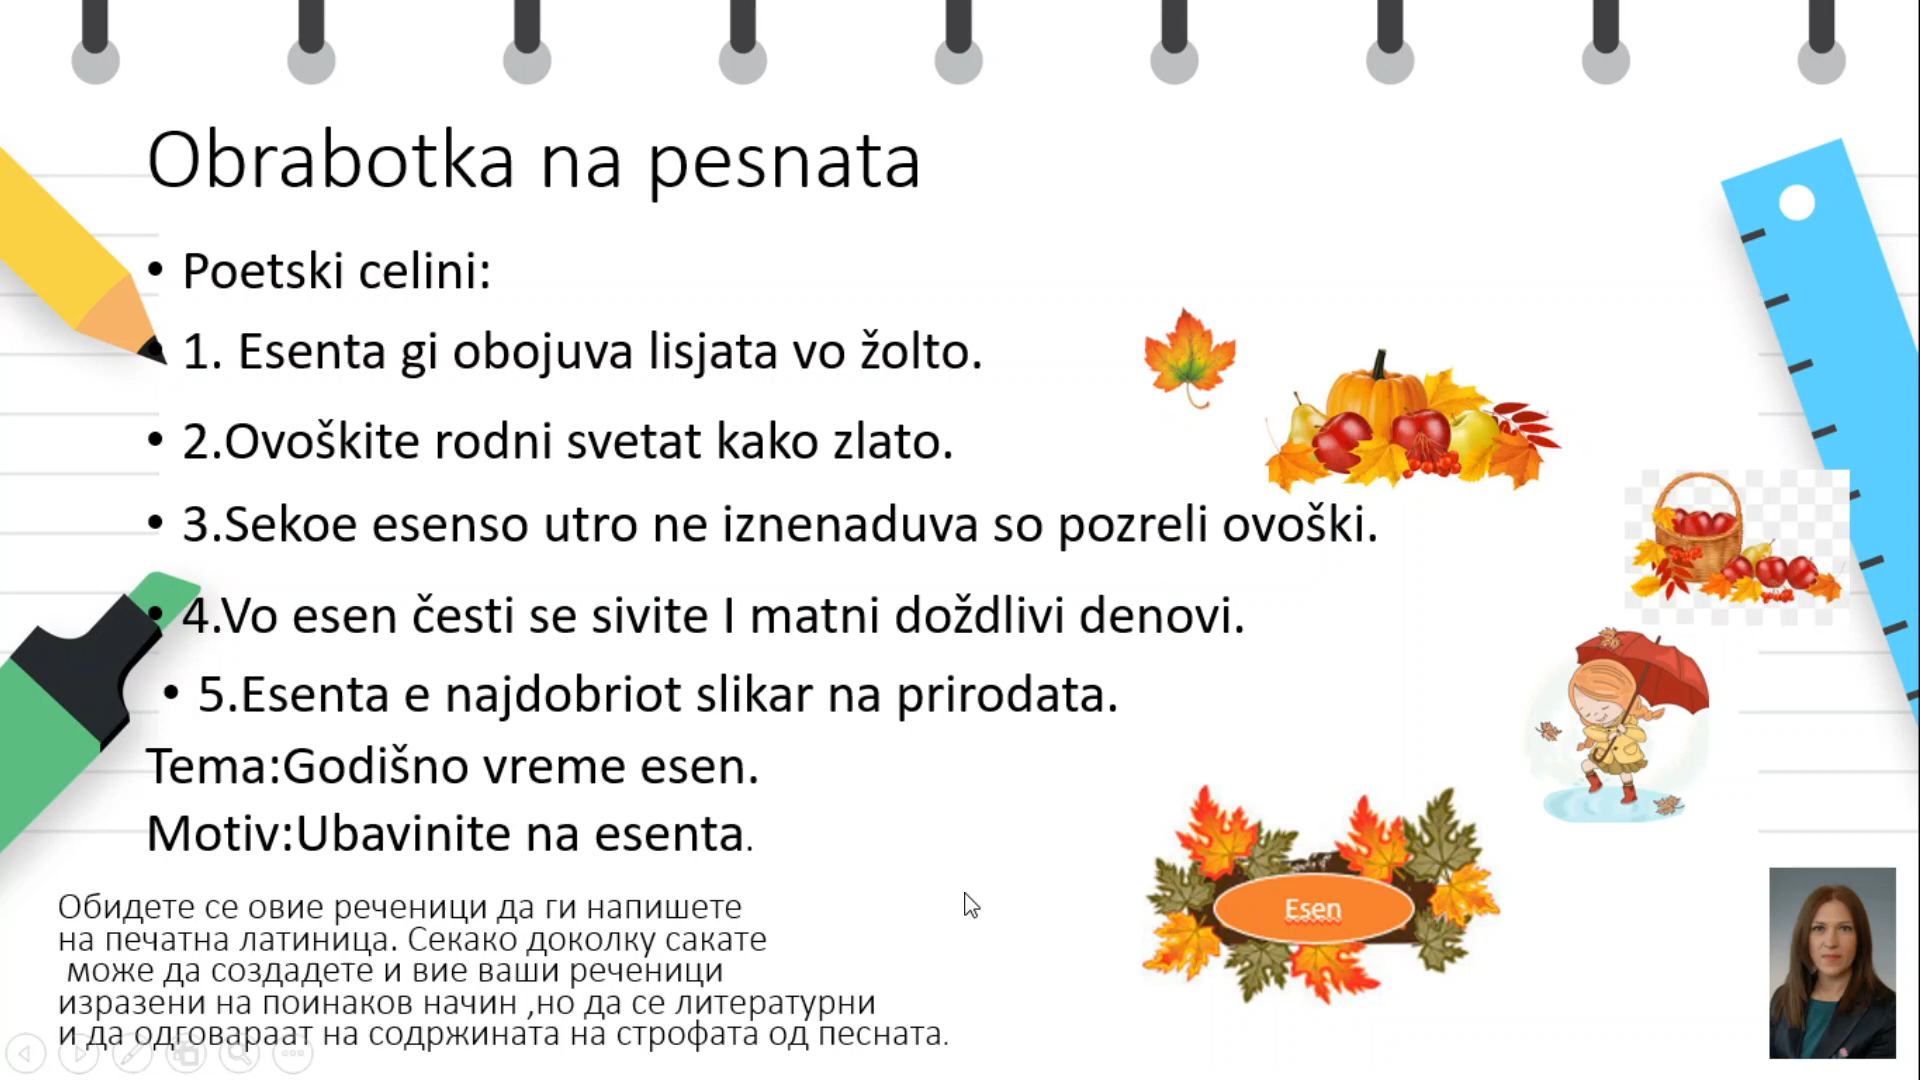 Obrabotka na pesnata
• Poetski celini:
• 1. Esenta gi obojuva lisjata vo žolto.
• 2.Ovoškite rodni svetat kako zlato.
• 3.Sekoe esenso utro ne iznenaduva so pozreli ovoški.
• 4.Vo esen česti se sivite I matni doždlivi denovi.
• 5.Esenta e najdobriot slikar na prirodata.
Tema:Godišno vreme esen.
Motiv:Ubavinite na esenta.
Esen
Обидете се овие реченици да ги напишете
на печатна латиница. Секако доколку сакате
може да создадете и вие ваши реченици
изразени на поинаков начин ,но да се литературни
и да одговараат на содржината на строфата од песната.